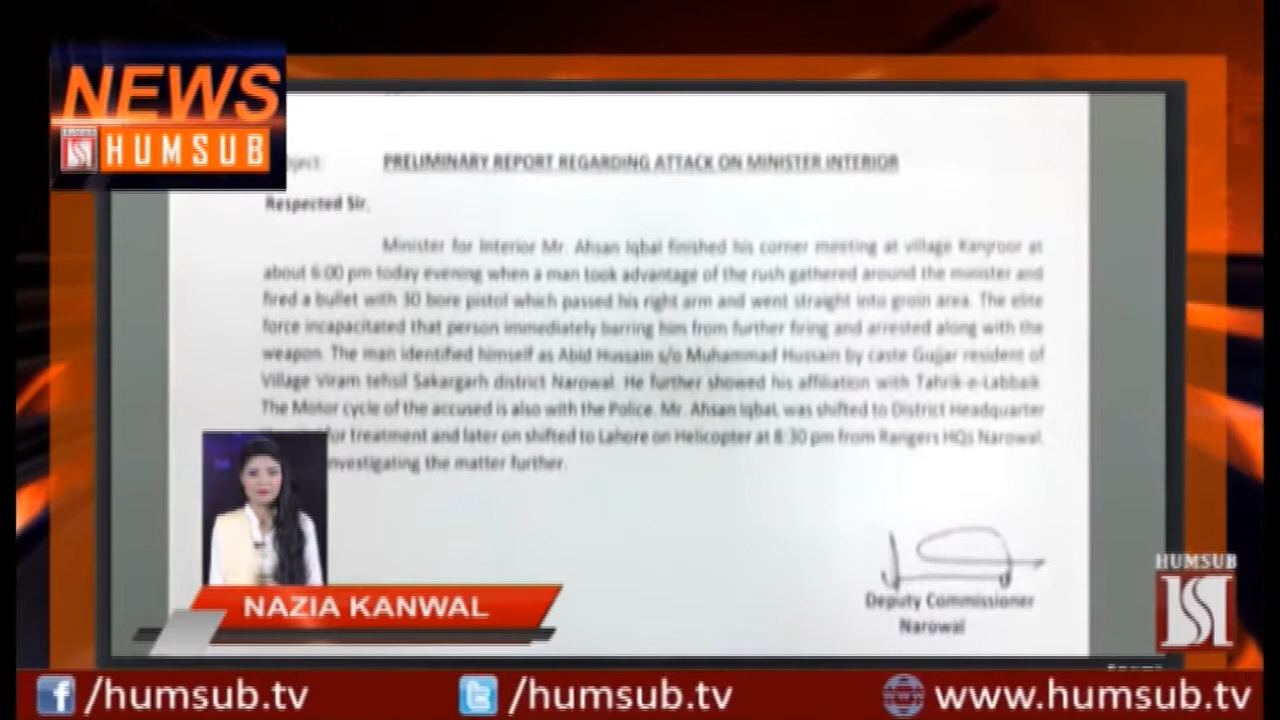 NEWS
HUMSUB
PRELIMINARY REPORT REGARDING ATTACK ON MINISTER INTERIOR
Respected Sir,
Minister for Interior Mr. Ahsan Iqbal finished his corner meeting at village Kanjroor at
about 6:00 pm today evening when a man took advantage of the rush gathered around the minister and
fired a bullet with 30 bore pistol which passed his right arm and went straight into groin area. The elite
force incapacitated that person immediately barring him from further firing and arrested along with the
weapon. The man identified himself as Abid Hussain s/o Muhammad Hussain by caste Gujjar resident of
Village Viram tehsil Sakargarh district Narowal. He further showed his affiliation with Tahrik-e-Labbaik.
The Motor cycle of the accused is also with the Police. Mr. Ahsan Iqbal, was shifted to District Headquarter
for treatment and later on shifted to Lahore on Helicopter at 8:30 pm from Rangers HQs Narowal.
investigating the matter further.
Deputy Commissioner
Narowal
NAZIA KANWAL
HUMSUB
/humsub.tv
/humsub.tv
www.humsub.tv